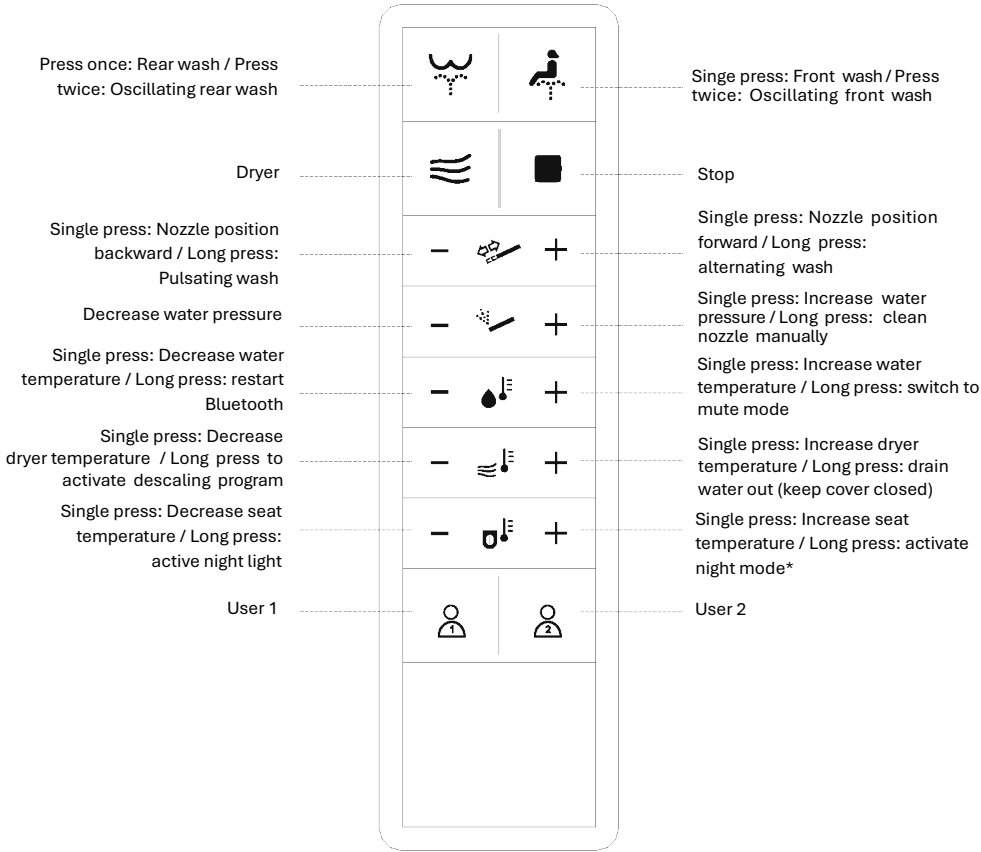 Press once: Rear wash / Press
twice: Oscillating rear wash
Singe press: Front wash / Press
twice: Oscillating front wash
Dryer
Stop
Single press: Nozzle position
backward / Long press:
Pulsating wash
Single press: Nozzle position
forward / Long press:
alternating wash
Decrease water pressure
Single press: Increase water
pressure / Long press: clean
nozzle manually
Single press: Decrease water
temperature / Long press: restart
Bluetooth
Single press: Increase water
temperature / Long press: switch to
mute mode
Single press: Decrease
dryer temperature / Long press to
activate descaling program
Single press: Increase dryer
temperature / Long press: drain
water out (keep cover closed)
Single press: Decrease seat
temperature / Long press:
active night light
Single press: Increase seat
temperature / Long press: activate
night mode*
User 1
1
2
User 2